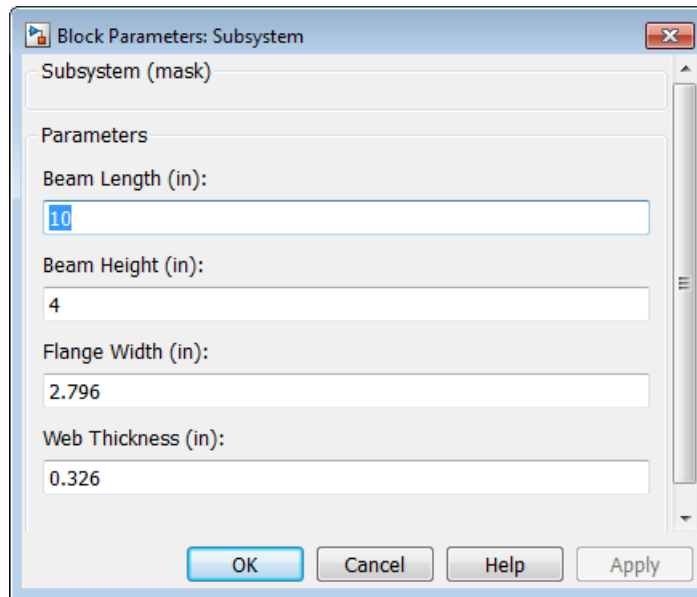 Block Parameters: Subsystem
Subsystem (mask)
Parameters
Beam Length (in):
10
Beam Height (in):
4
Flange Width (in):
2.796
Web Thickness (in):
0.326
OK Cancel Help Apply